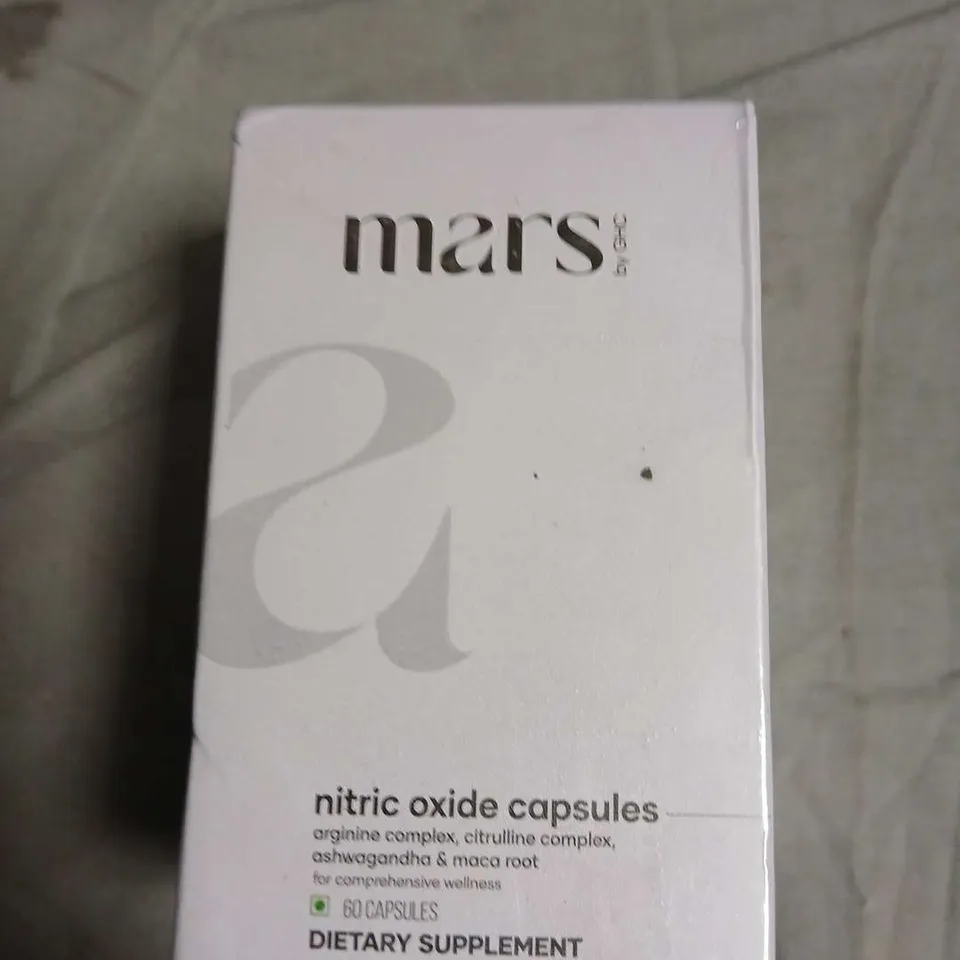 mars
by GHC
a
nitric oxide capsules
arginine complex, citrulline complex,
ashwagandha & maca root
for comprehensive wellness
60 CAPSULES
DIETARY SUPPLEMENT